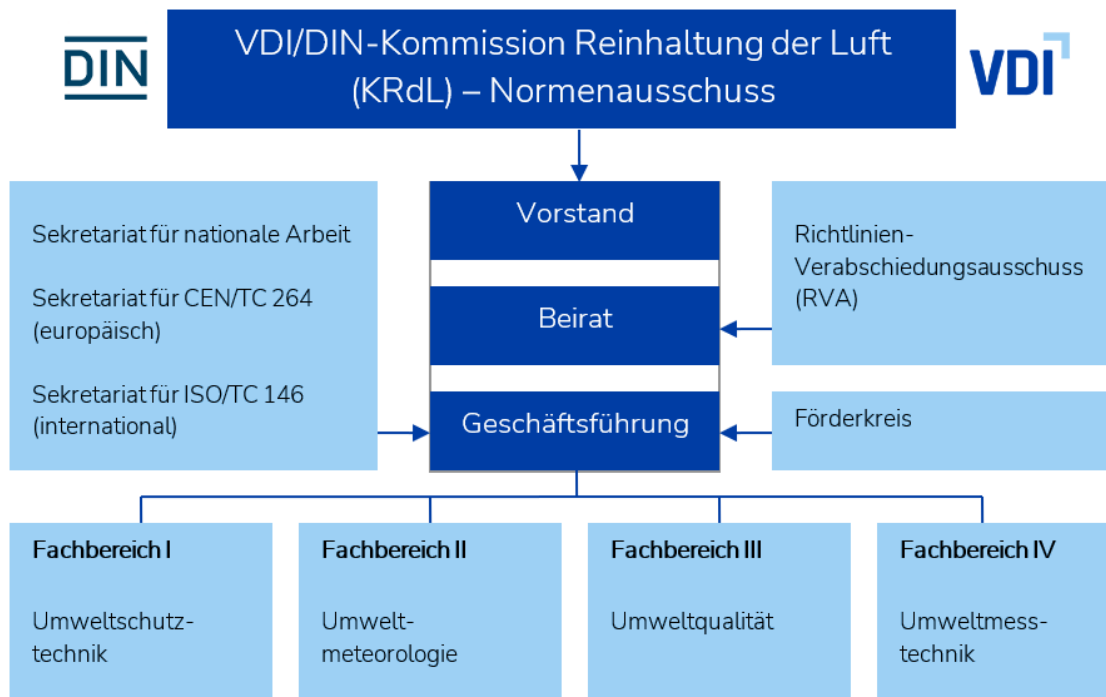 DIN
VDI/DIN-Kommission Reinhaltung der Luft
(KRdL) – Normenausschuss
VDI
Sekretariat für nationale Arbeit
Sekretariat für CEN/TC 264
(europäisch)
Sekretariat für ISO/TC 146
(international)
Vorstand
Beirat
Geschäftsführung
Richtlinien-
Verabschiedungsausschuss
(RVA)
Förderkreis
Fachbereich I
Umweltschutz-
technik
Fachbereich II
Umwelt-
meteorologie
Fachbereich III
Umweltqualität
Fachbereich IV
Umweltmess-
technik